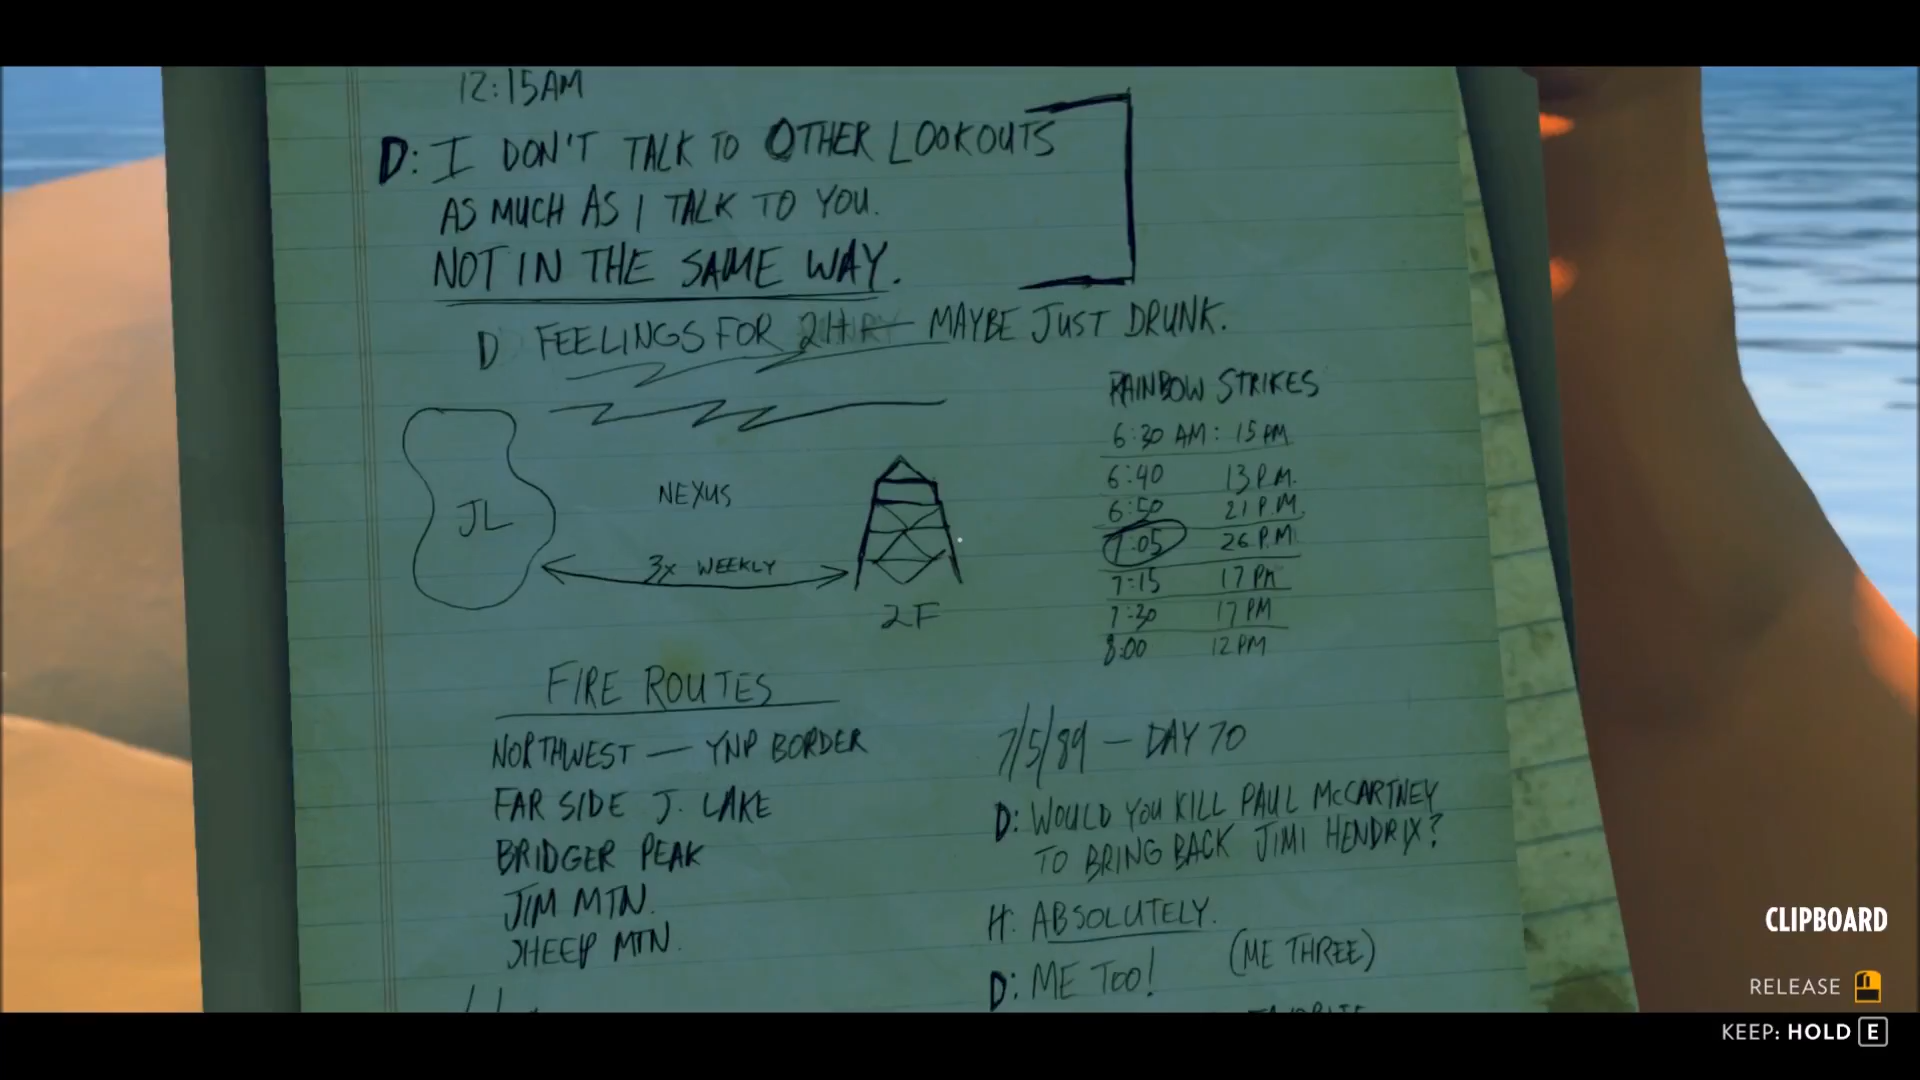 12:15AM
D: I DON'T TALK TO OTHER LOOKOUTS
AS MUCH AS I TALK TO YOU.
NOT IN THE SAME WAY.
D FEELINGS FOR MAYBE JUST DRUNK.
RAINBOW STRIKES
6:30 AM: 15 PM
6:40 13 P.M.
6:50 21 P.M.
7:05 26 P.M.
7:15 17 PM
7:30 17 PM
8:00 12 PM
JL
NEXUS
3x WEEKLY
2F
FIRE ROUTES
NORTHWEST — YNP BORDER
FAR SIDE J. LAKE
BRIDGER PEAK
JIM MTN.
SHEEP MTN.
7/5/89 — DAY 70
D: WOULD YOU KILL PAUL McCARTNEY
TO BRING BACK JIMI HENDRIX?
H: ABSOLUTELY.
D: ME TOO! (ME THREE)
CLIPBOARD
RELEASE
KEEP: HOLD E